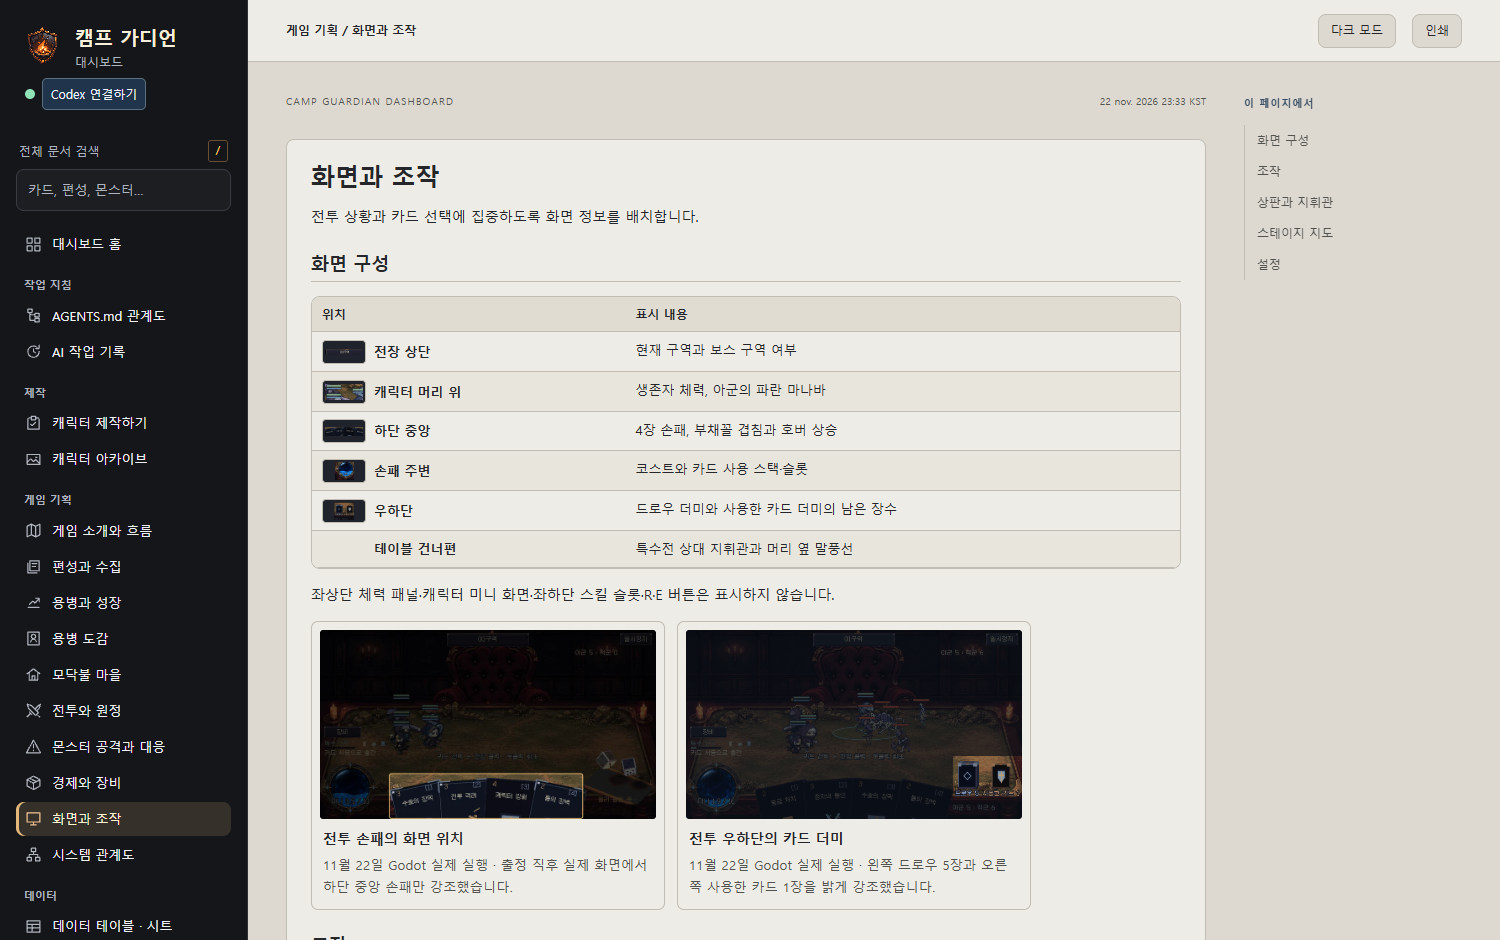 캠프 가디언
대시보드
Codex 연결하기
전체 문서 검색
/
카드, 편성, 몬스터...
대시보드 홈
작업 지침
AGENTS.md 관계도
AI 작업 기록
제작
캐릭터 제작하기
캐릭터 아카이브
게임 기획
게임 소개와 흐름
편성과 수집
용병과 성장
용병 도감
모닥불 마을
전투와 원정
몬스터 공격과 대응
경제와 장비
화면과 조작
시스템 관계도
데이터
데이터 테이블 · 시트
게임 기획 / 화면과 조작
다크 모드
인쇄
CAMP GUARDIAN DASHBOARD
22 nov. 2026 23:33 KST
화면과 조작
전투 상황과 카드 선택에 집중하도록 화면 정보를 배치합니다.
화면 구성
위치
표시 내용
전장 상단
현재 구역과 보스 구역 여부
캐릭터 머리 위
생존자 체력, 아군의 파란 마나바
하단 중앙
4장 손패, 부채꼴 겹침과 호버 상승
손패 주변
코스트와 카드 사용 스택·슬롯
우하단
드로우 더미와 사용한 카드 더미의 남은 장수
테이블 건너편
특수전 상대 지휘관과 머리 옆 말풍선
좌상단 체력 패널·캐릭터 미니 화면·좌하단 스킬 슬롯·R·E 버튼은 표시하지 않습니다.
전투 손패의 화면 위치
11월 22일 Godot 실제 실행 · 출정 직후 실제 화면에서
하단 중앙 손패만 강조했습니다.
전투 우하단의 카드 더미
11월 22일 Godot 실제 실행 · 왼쪽 드로우 5장과 오른
쪽 사용한 카드 1장을 밝게 강조했습니다.
이 페이지에서
화면 구성
조작
상판과 지휘관
스테이지 지도
설정